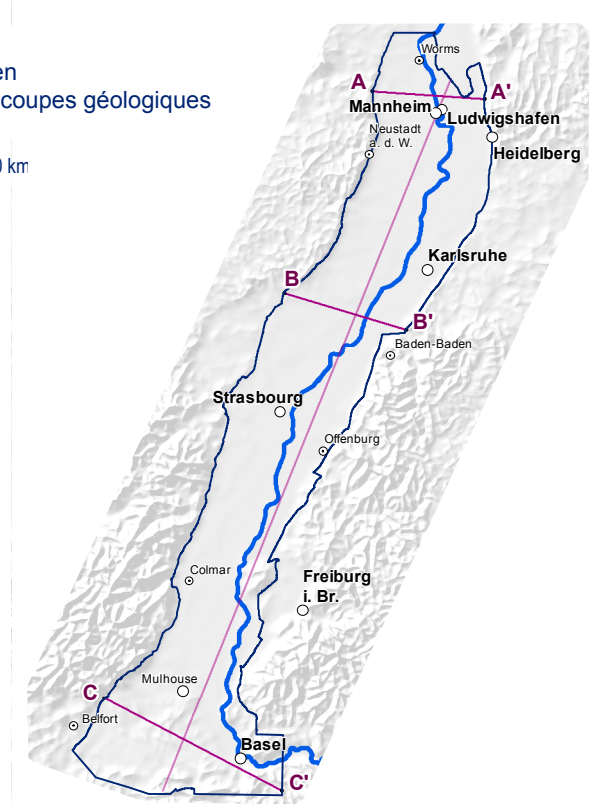 en
coupes géologiques
0 km
Worms
A
A'
Mannheim
Ludwigshafen
Neustadt
a. d. W.
Heidelberg
Karlsruhe
B
B'
Baden-Baden
Strasbourg
Offenburg
Colmar
Freiburg
i. Br.
Mulhouse
C
Belfort
Basel
C'